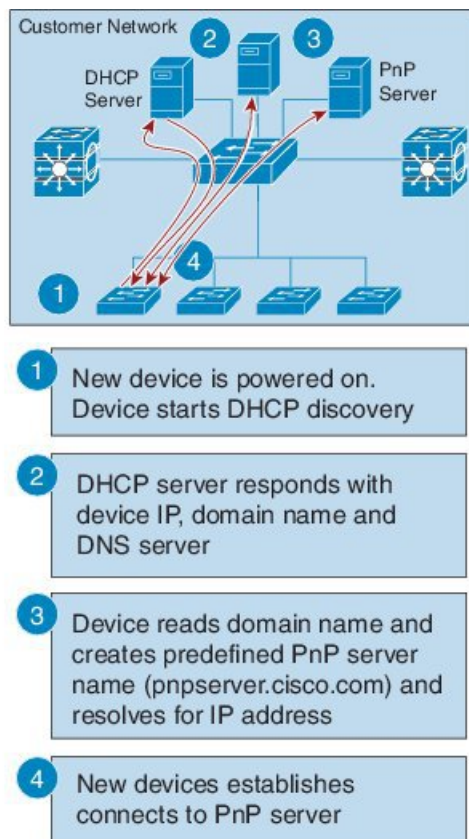 Customer Network
2
3
DHCP
Server
PnP
Server
4
1
1
New device is powered on.
Device starts DHCP discovery
2
DHCP server responds with
device IP, domain name and
DNS server
3
Device reads domain name and
creates predefined PnP server
name (pnpserver.cisco.com) and
resolves for IP address
4
New devices establishes
connects to PnP server